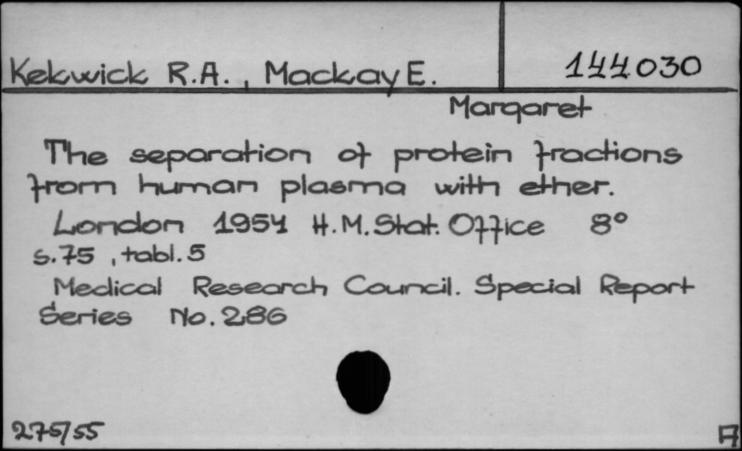 Kekwick R.A., Mackay E. 144030
Margaret
The separation of protein fractions
from human plasma with ether.
London 1954 H.M. Stat. Office 8°
s.75, tabl.5
Medical Research Council. Special Report
Series No. 286
275/55 A